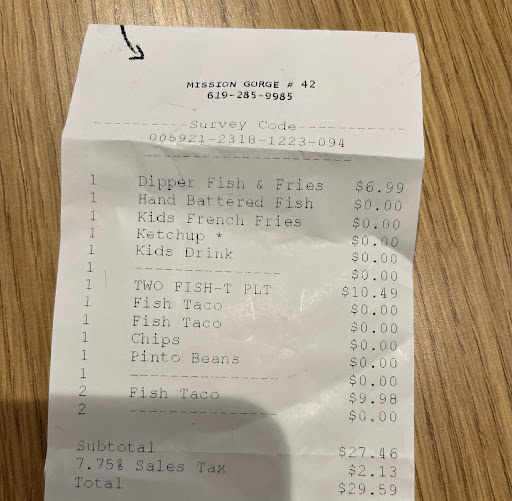 MISSION GORGE # 42
619-285-9985
----------Survey Code------------
005921-2318-1223-094
----------------------
1 Dipper Fish & Fries $6.99
1 Hand Battered Fish $0.00
1 Kids French Fries $0.00
1 Ketchup * $0.00
1 Kids Drink $0.00
1 ---------------- $0.00
1 TWO FISH-T PLT $10.49
1 Fish Taco $0.00
1 Fish Taco $0.00
1 Chips $0.00
1 Pinto Beans $0.00
1 ---------------- $0.00
2 Fish Taco $9.98
2 ---------------- $0.00
Subtotal $27.46
7.75% Sales Tax $2.13
Total $29.59